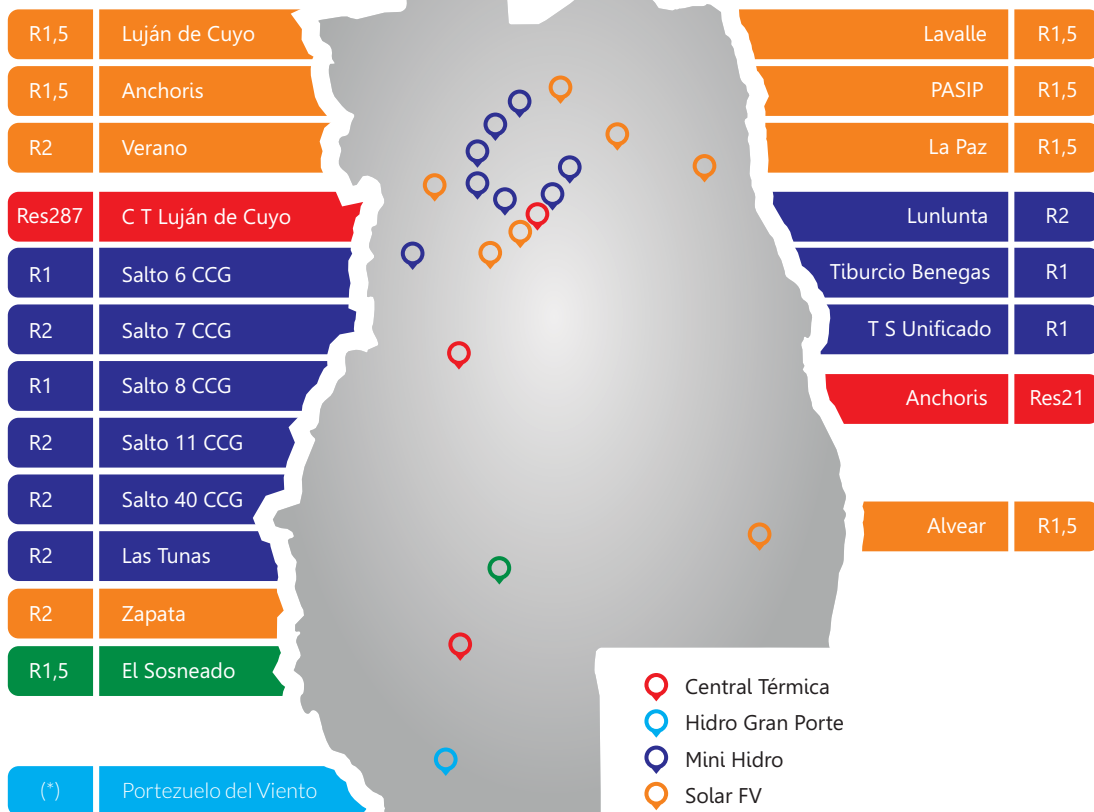 R1,5 Luján de Cuyo
R1,5 Anchoris
R2 Verano
Res287 C T Luján de Cuyo
R1 Salto 6 CCG
R2 Salto 7 CCG
R1 Salto 8 CCG
R2 Salto 11 CCG
R2 Salto 40 CCG
R2 Las Tunas
R2 Zapata
R1,5 El Sosneado
(*) Portezuelo del Viento
Lavalle R1,5
PASIP R1,5
La Paz R1,5
Lunlunta R2
Tiburcio Benegas R1
T S Unificado R1
Anchoris Res21
Alvear R1,5
Central Térmica
Hidro Gran Porte
Mini Hidro
Solar FV